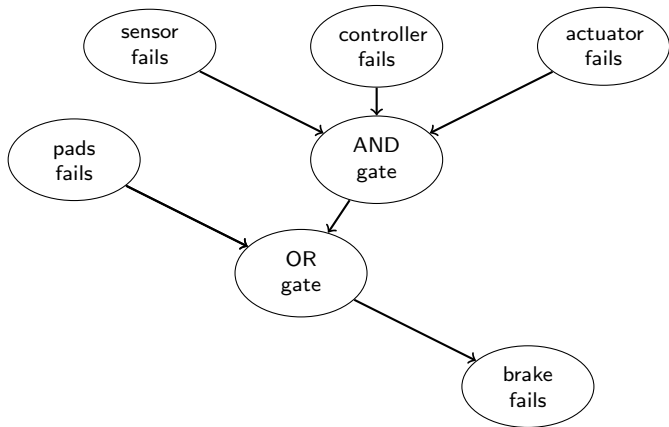 sensor
fails
controller
fails
actuator
fails
AND
gate
pads
fails
OR
gate
brake
fails